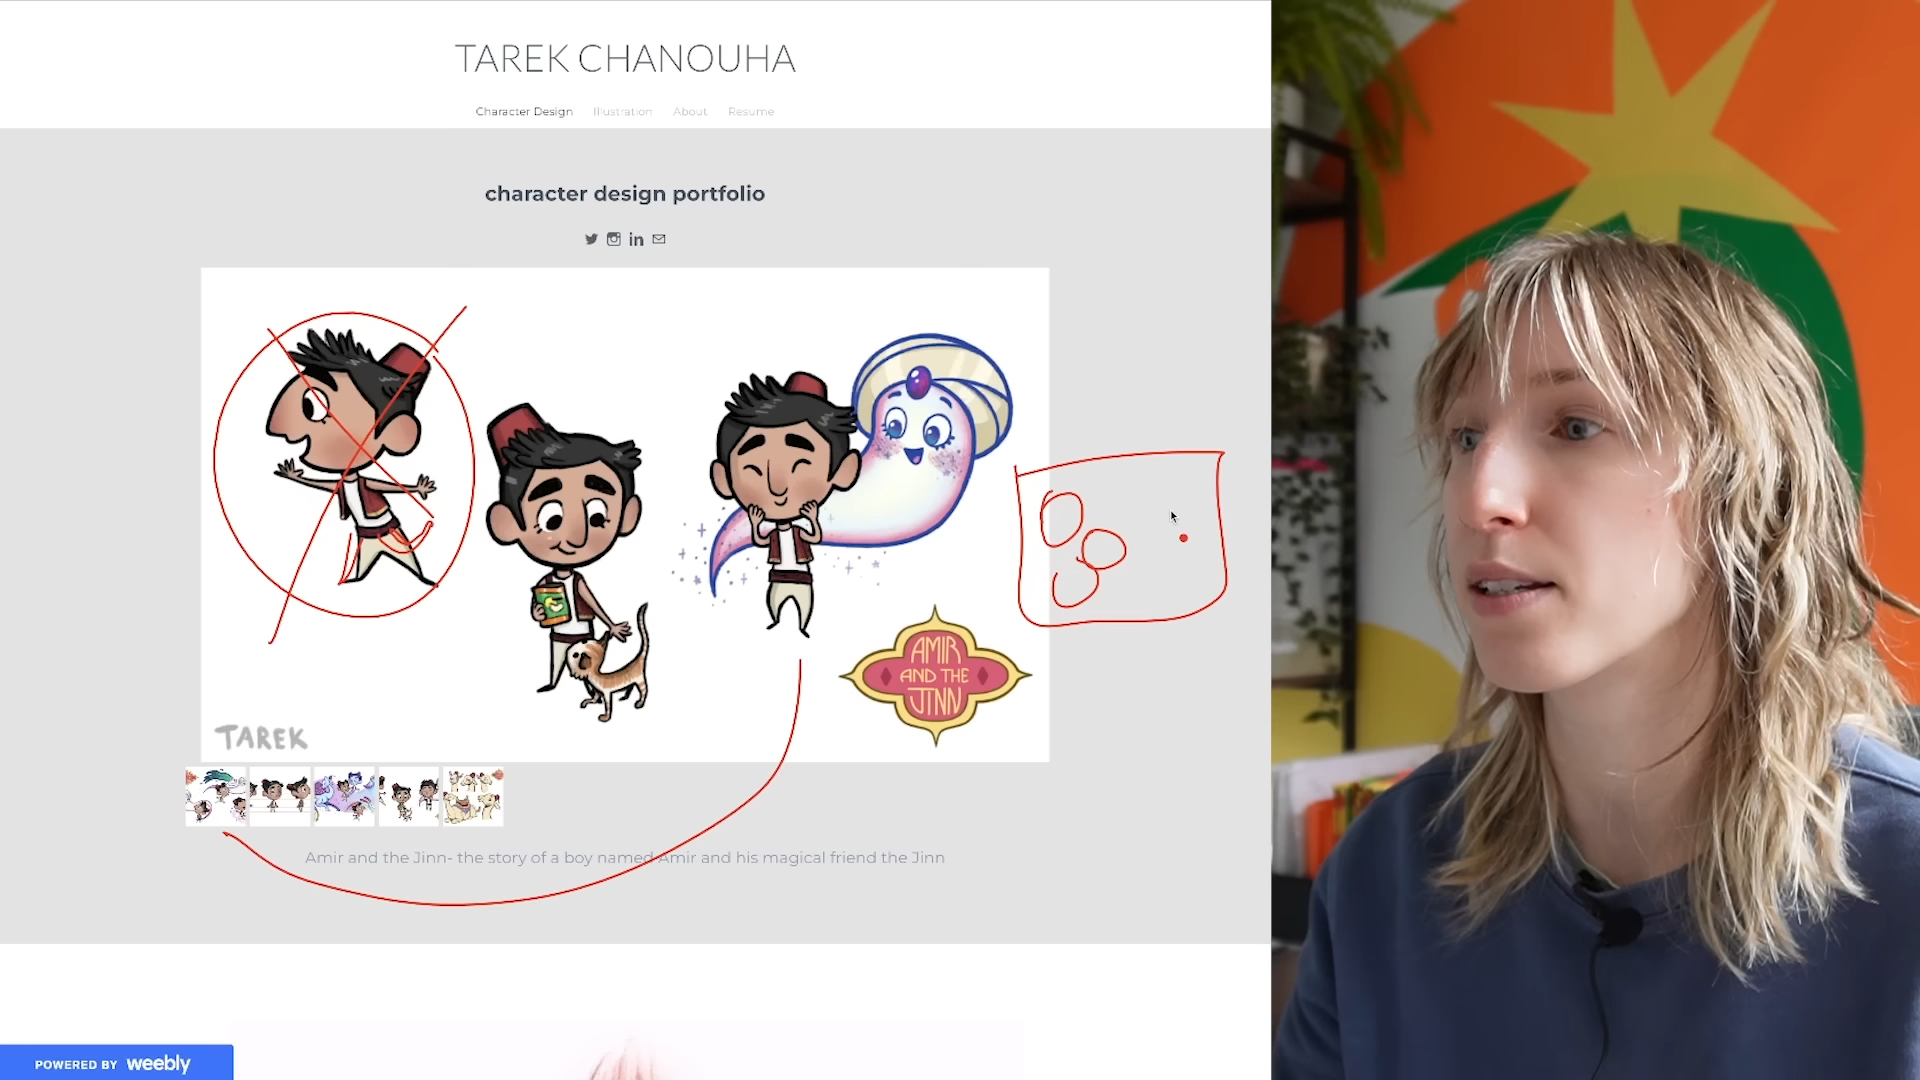 TAREK CHANOUHA
Character Design Illustration About Resume
character design portfolio
in
AMIR
AND THE
JINN
TAREK
Amir and the Jinn- the story of a boy named Amir and his magical friend the Jinn
POWERED BY weebly